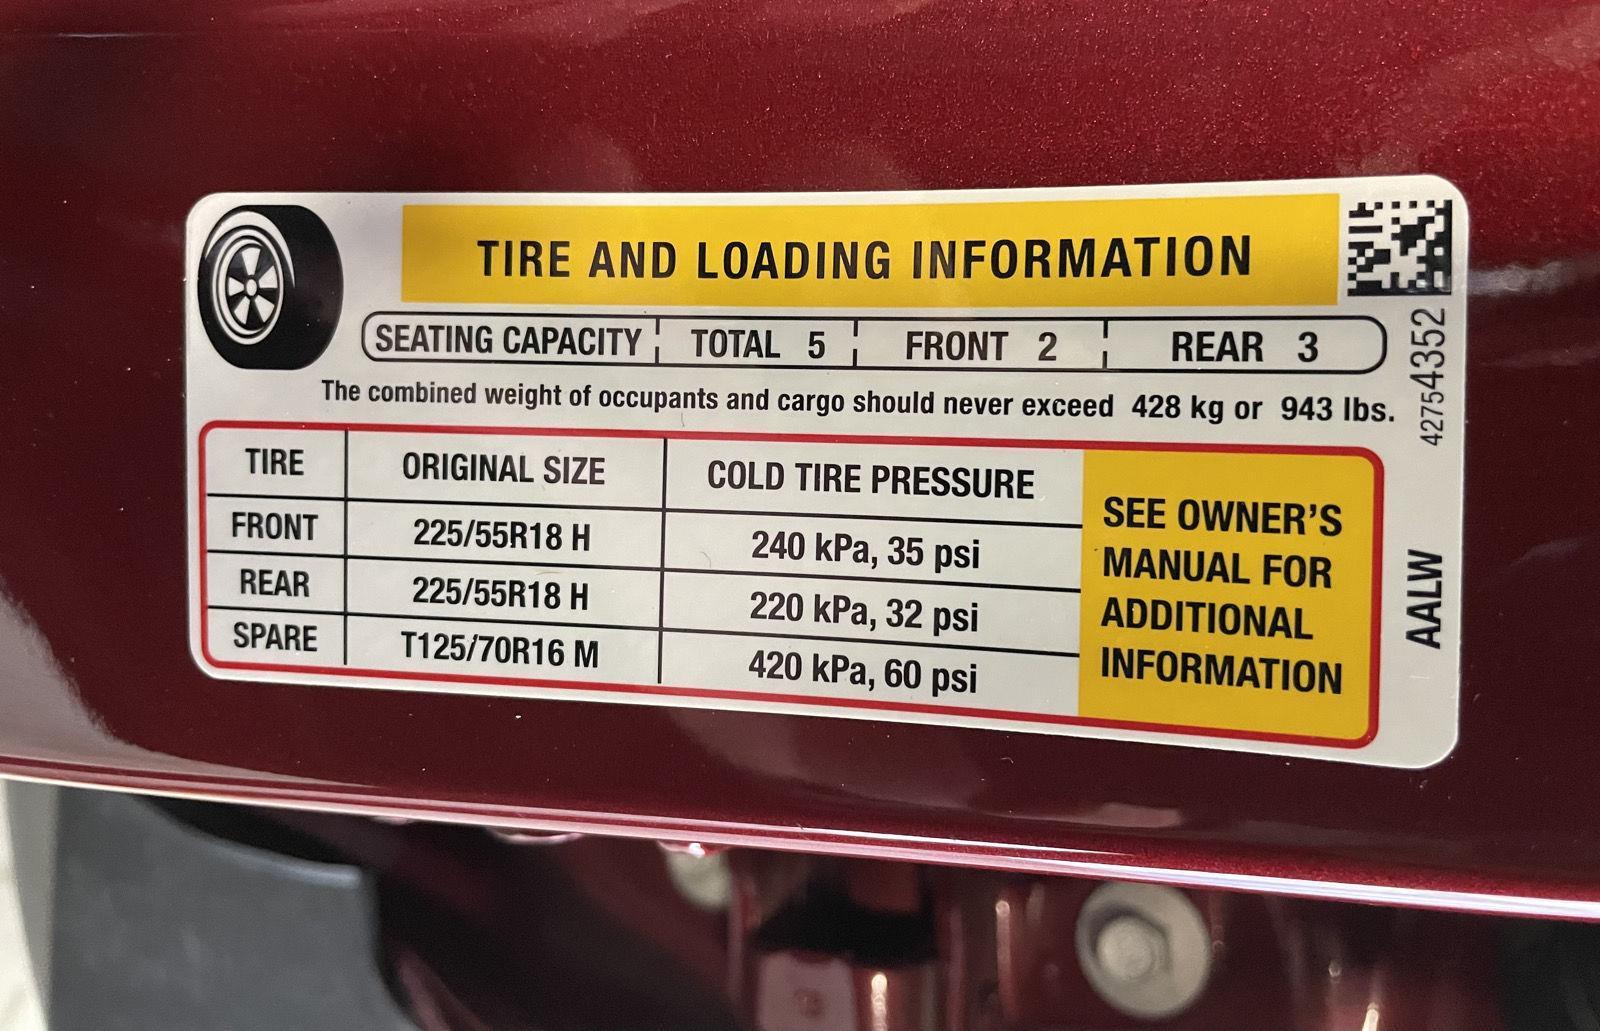 TIRE AND LOADING INFORMATION
SEATING CAPACITY TOTAL 5 FRONT 2 REAR 3
The combined weight of occupants and cargo should never exceed 428 kg or 943 lbs.
TIRE ORIGINAL SIZE COLD TIRE PRESSURE
FRONT 225/55R18 H 240 kPa, 35 psi
REAR 225/55R18 H 220 kPa, 32 psi
SPARE T125/70R16 M 420 kPa, 60 psi
SEE OWNER'S
MANUAL FOR
ADDITIONAL
INFORMATION
42754352
AALW